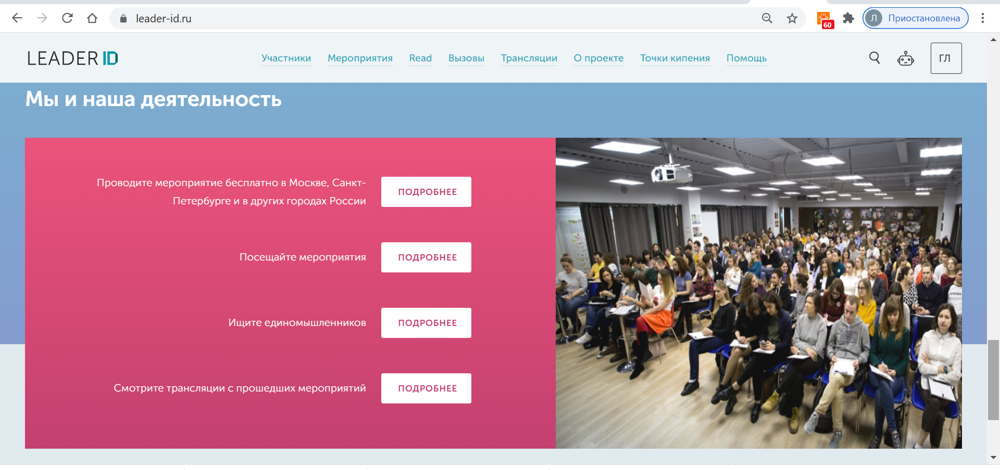 leader-id.ru
60
Л
Приостановлена
LEADER ID
Участники
Мероприятия
Read
Вызовы
Трансляции
О проекте
Точки кипения
Помощь
ГЛ
Мы и наша деятельность
Проводите мероприятие бесплатно в Москве, Санкт-
Петербурге и в других городах России
ПОДРОБНЕЕ
Посещайте мероприятия
ПОДРОБНЕЕ
Ищите единомышленников
ПОДРОБНЕЕ
Смотрите трансляции с прошедших мероприятий
ПОДРОБНЕЕ
MSU
adidas